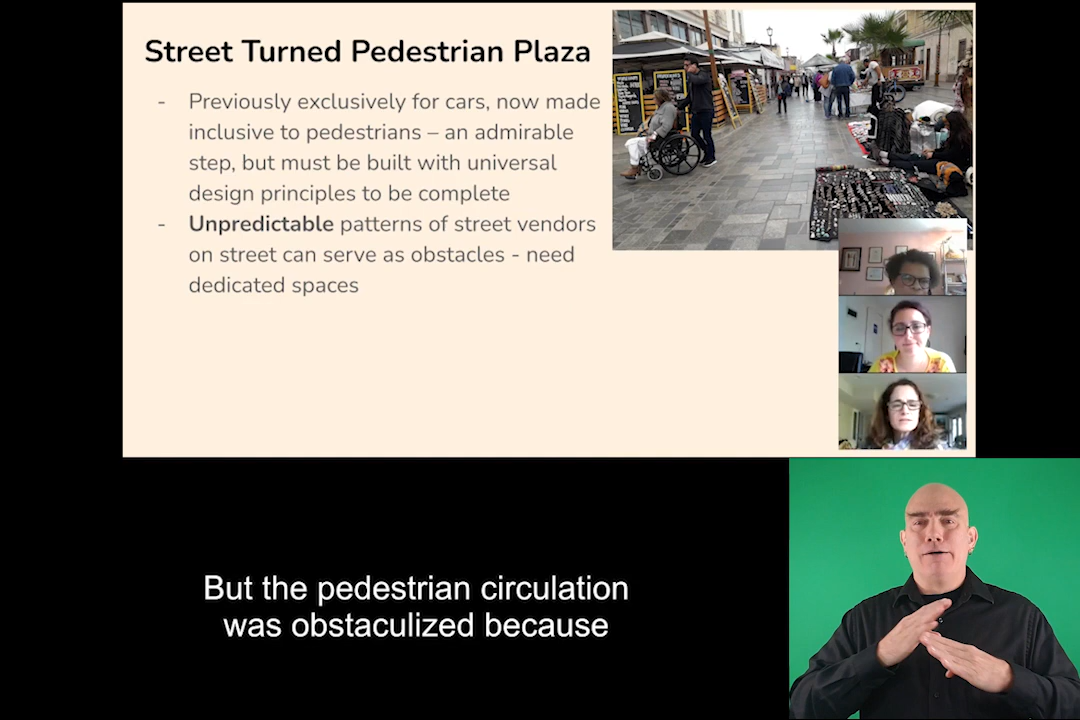 Street Turned Pedestrian Plaza
- Previously exclusively for cars, now made
inclusive to pedestrians – an admirable
step, but must be built with universal
design principles to be complete
- Unpredictable patterns of street vendors
on street can serve as obstacles - need
dedicated spaces
But the pedestrian circulation
was obstaculized because